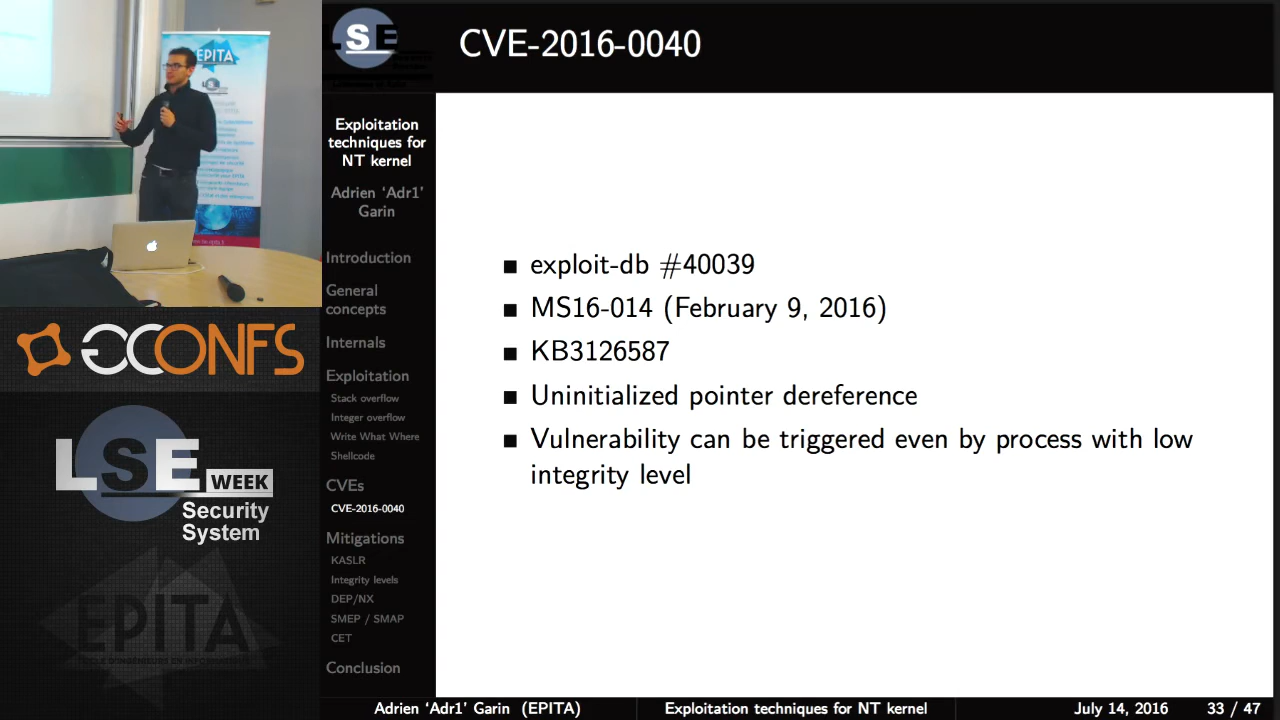 EPITA
LSE
CVE-2016-0040
Exploitation
techniques for
NT kernel
Adrien ‘Adr1’
Garin
Introduction
General
concepts
Internals
Exploitation
Stack overflow
Integer overflow
Write What Where
Shellcode
CVEs
CVE-2016-0040
Mitigations
KASLR
Integrity levels
DEP/NX
SMEP / SMAP
CET
Conclusion
■ exploit-db #40039
■ MS16-014 (February 9, 2016)
■ KB3126587
■ Uninitialized pointer dereference
■ Vulnerability can be triggered even by process with low
integrity level
GCONFS
LSE WEEK
Security
System
EPITA
Adrien ‘Adr1’ Garin (EPITA)
Exploitation techniques for NT kernel
July 14, 2016
33 / 47